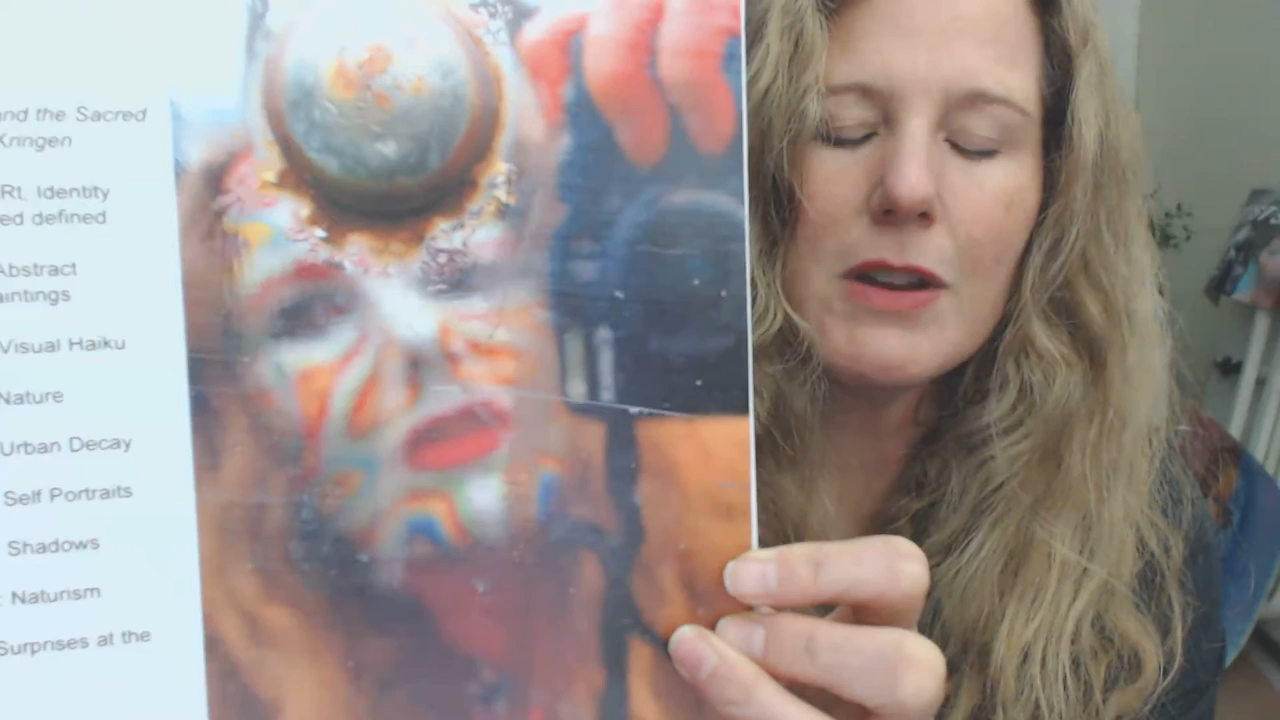 and the Sacred
Kringen
Rt, Identity
ed defined
Abstract
aintings
Visual Haiku
Nature
Urban Decay
Self Portraits
Shadows
: Naturism
Surprises at the